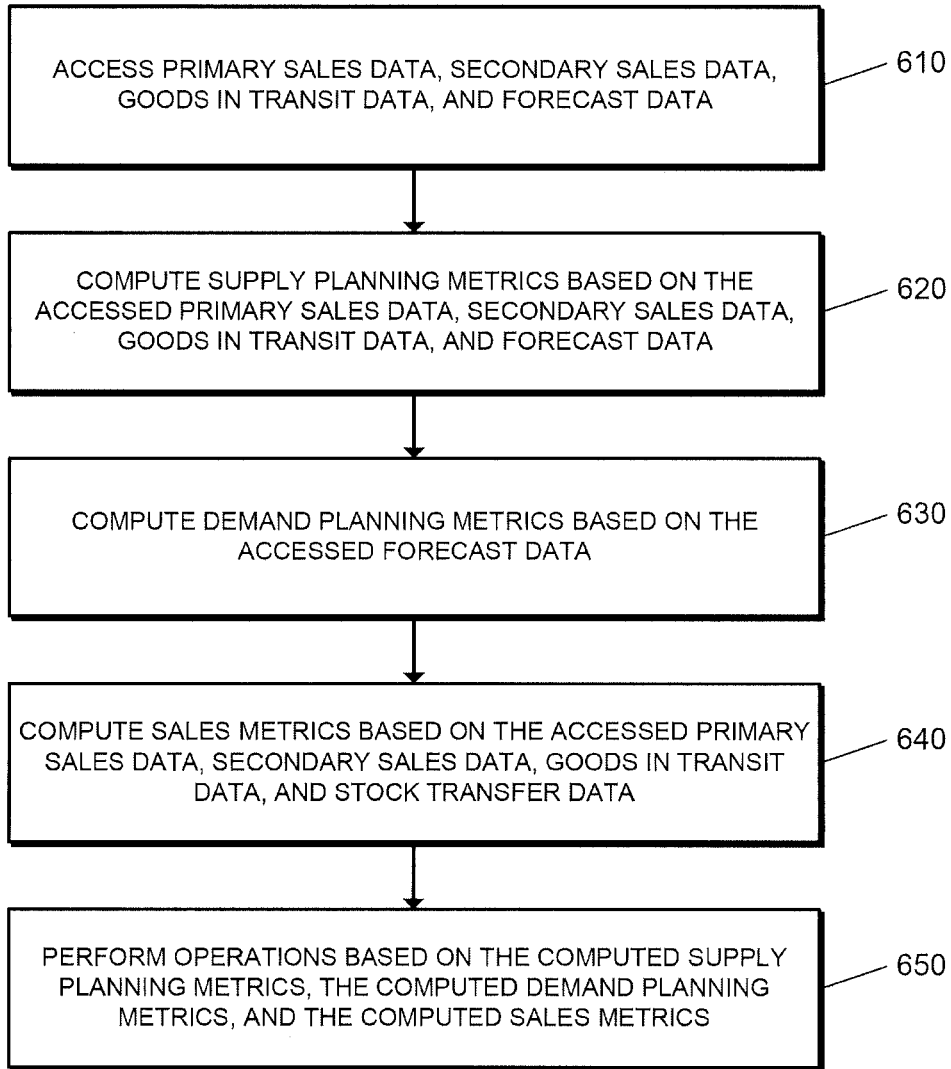 ACCESS PRIMARY SALES DATA, SECONDARY SALES DATA,
GOODS IN TRANSIT DATA, AND FORECAST DATA
610
COMPUTE SUPPLY PLANNING METRICS BASED ON THE
ACCESSED PRIMARY SALES DATA, SECONDARY SALES DATA,
GOODS IN TRANSIT DATA, AND FORECAST DATA
620
COMPUTE DEMAND PLANNING METRICS BASED ON THE
ACCESSED FORECAST DATA
630
COMPUTE SALES METRICS BASED ON THE ACCESSED PRIMARY
SALES DATA, SECONDARY SALES DATA, GOODS IN TRANSIT
DATA, AND STOCK TRANSFER DATA
640
PERFORM OPERATIONS BASED ON THE COMPUTED SUPPLY
PLANNING METRICS, THE COMPUTED DEMAND PLANNING
METRICS, AND THE COMPUTED SALES METRICS
650